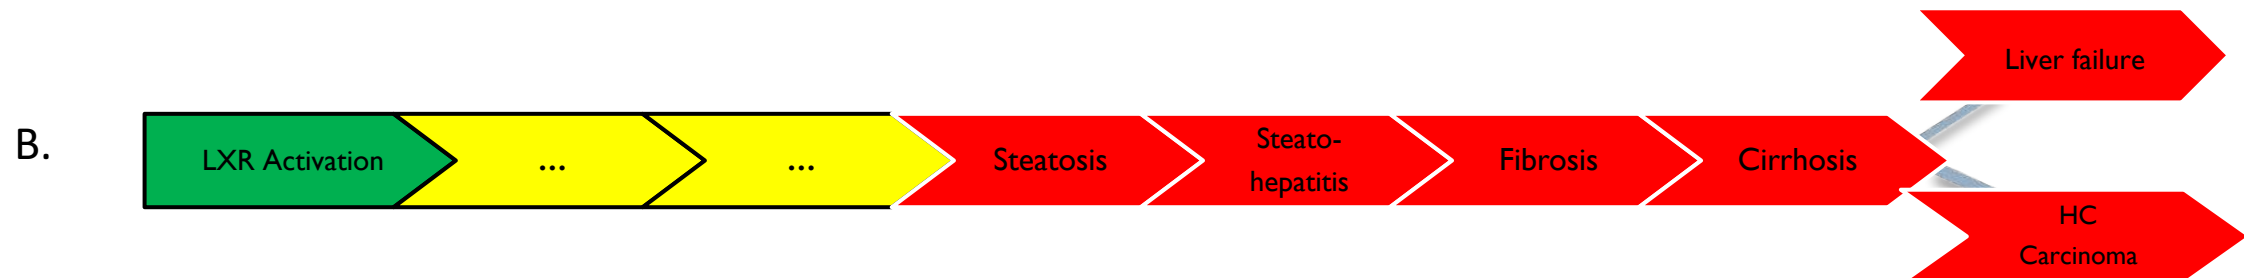 B.
LXR Activation
...
...
Steatosis
Steato-
hepatitis
Fibrosis
Cirrhosis
Liver failure
HC
Carcinoma